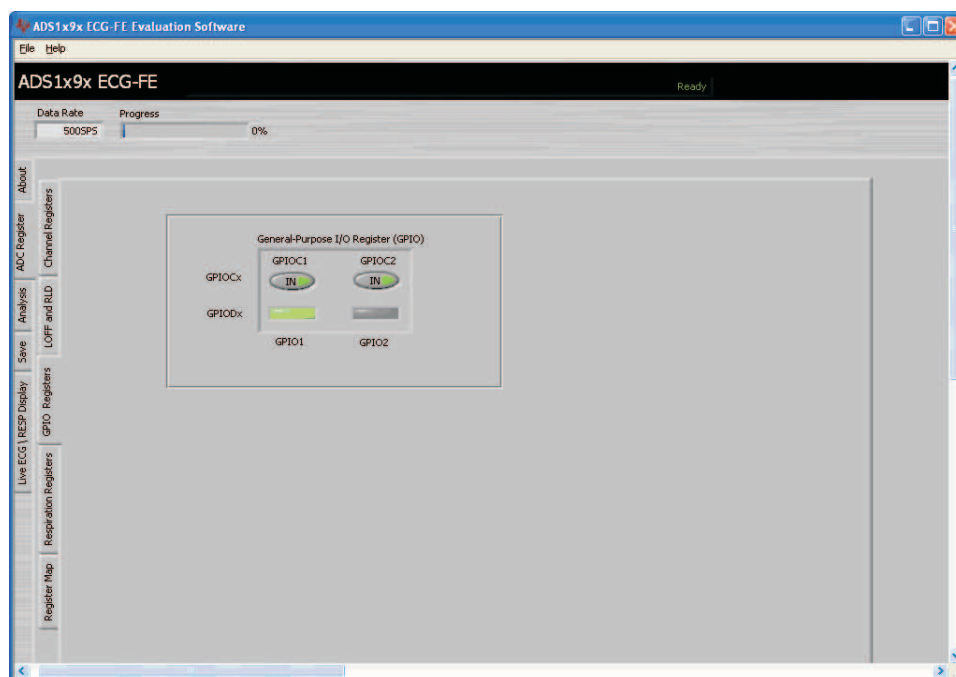 ADS1x9x ECG-FE Evaluation Software
File Help
ADS1x9x ECG-FE
Ready
Data Rate Progress
500SPS 0%
About
ADC Register
Analysis
Save
Live ECG \ RESP Display
Channel Registers
LOFF and RLD
GPIO Registers
Respiration Registers
Register Map
General-Purpose I/O Register (GPIO)
GPIOC1 GPIOC2
GPIOCx IN IN
GPIODx
GPIO1 GPIO2